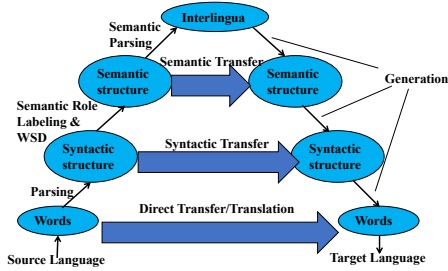 Interlingua
Semantic
Parsing
Semantic
structure
Semantic Transfer
Semantic
structure
Generation
Semantic Role
Labeling &
WSD
Syntactic
structure
Syntactic Transfer
Syntactic
structure
Parsing
Words
Direct Transfer/Translation
Words
Source Language
Target Language